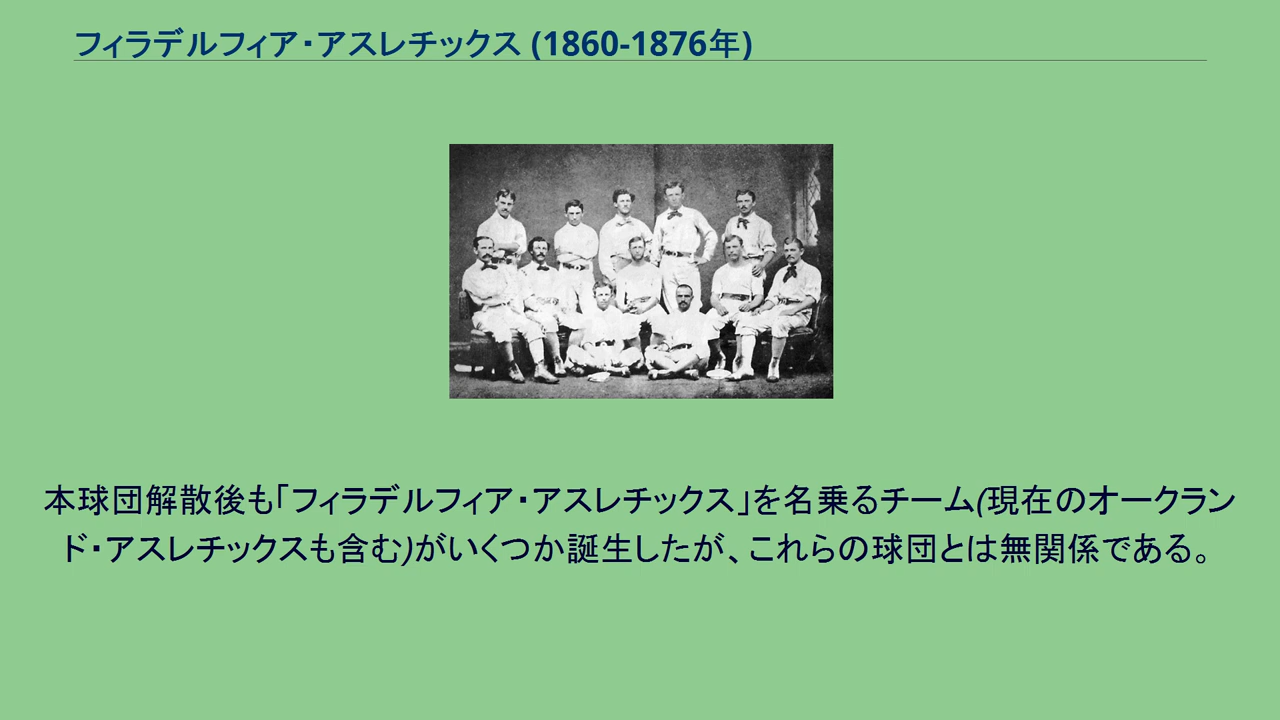 フィラデルフィア・アスレチックス (1860-1876年)
本球団解散後も「フィラデルフィア・アスレチックス」を名乗るチーム(現在のオークラン
ド・アスレチックスも含む)がいくつか誕生したが、これらの球団とは無関係である。